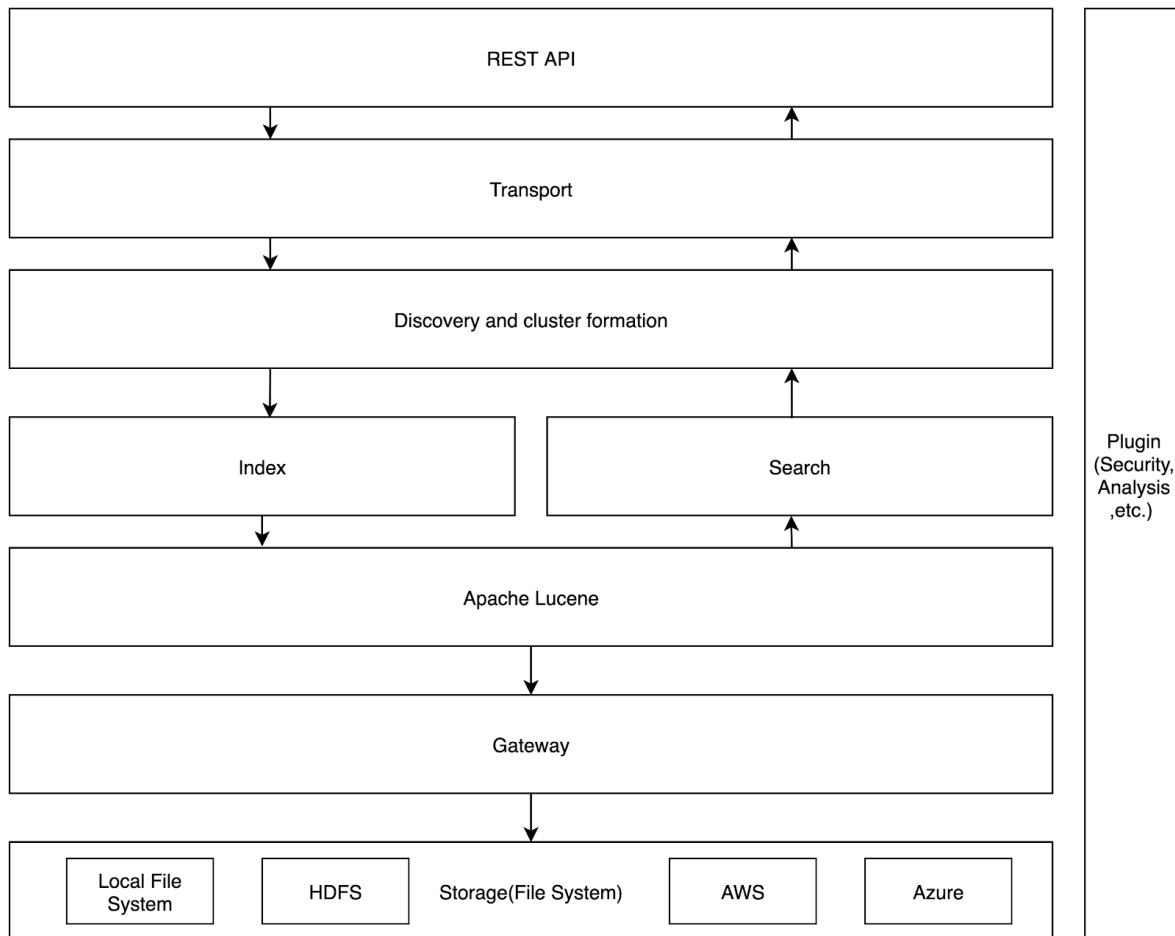 REST API
Transport
Discovery and cluster formation
Index
Search
Plugin
(Security,
Analysis
,etc.)
Apache Lucene
Gateway
Local File
System
HDFS
Storage(File System)
AWS
Azure